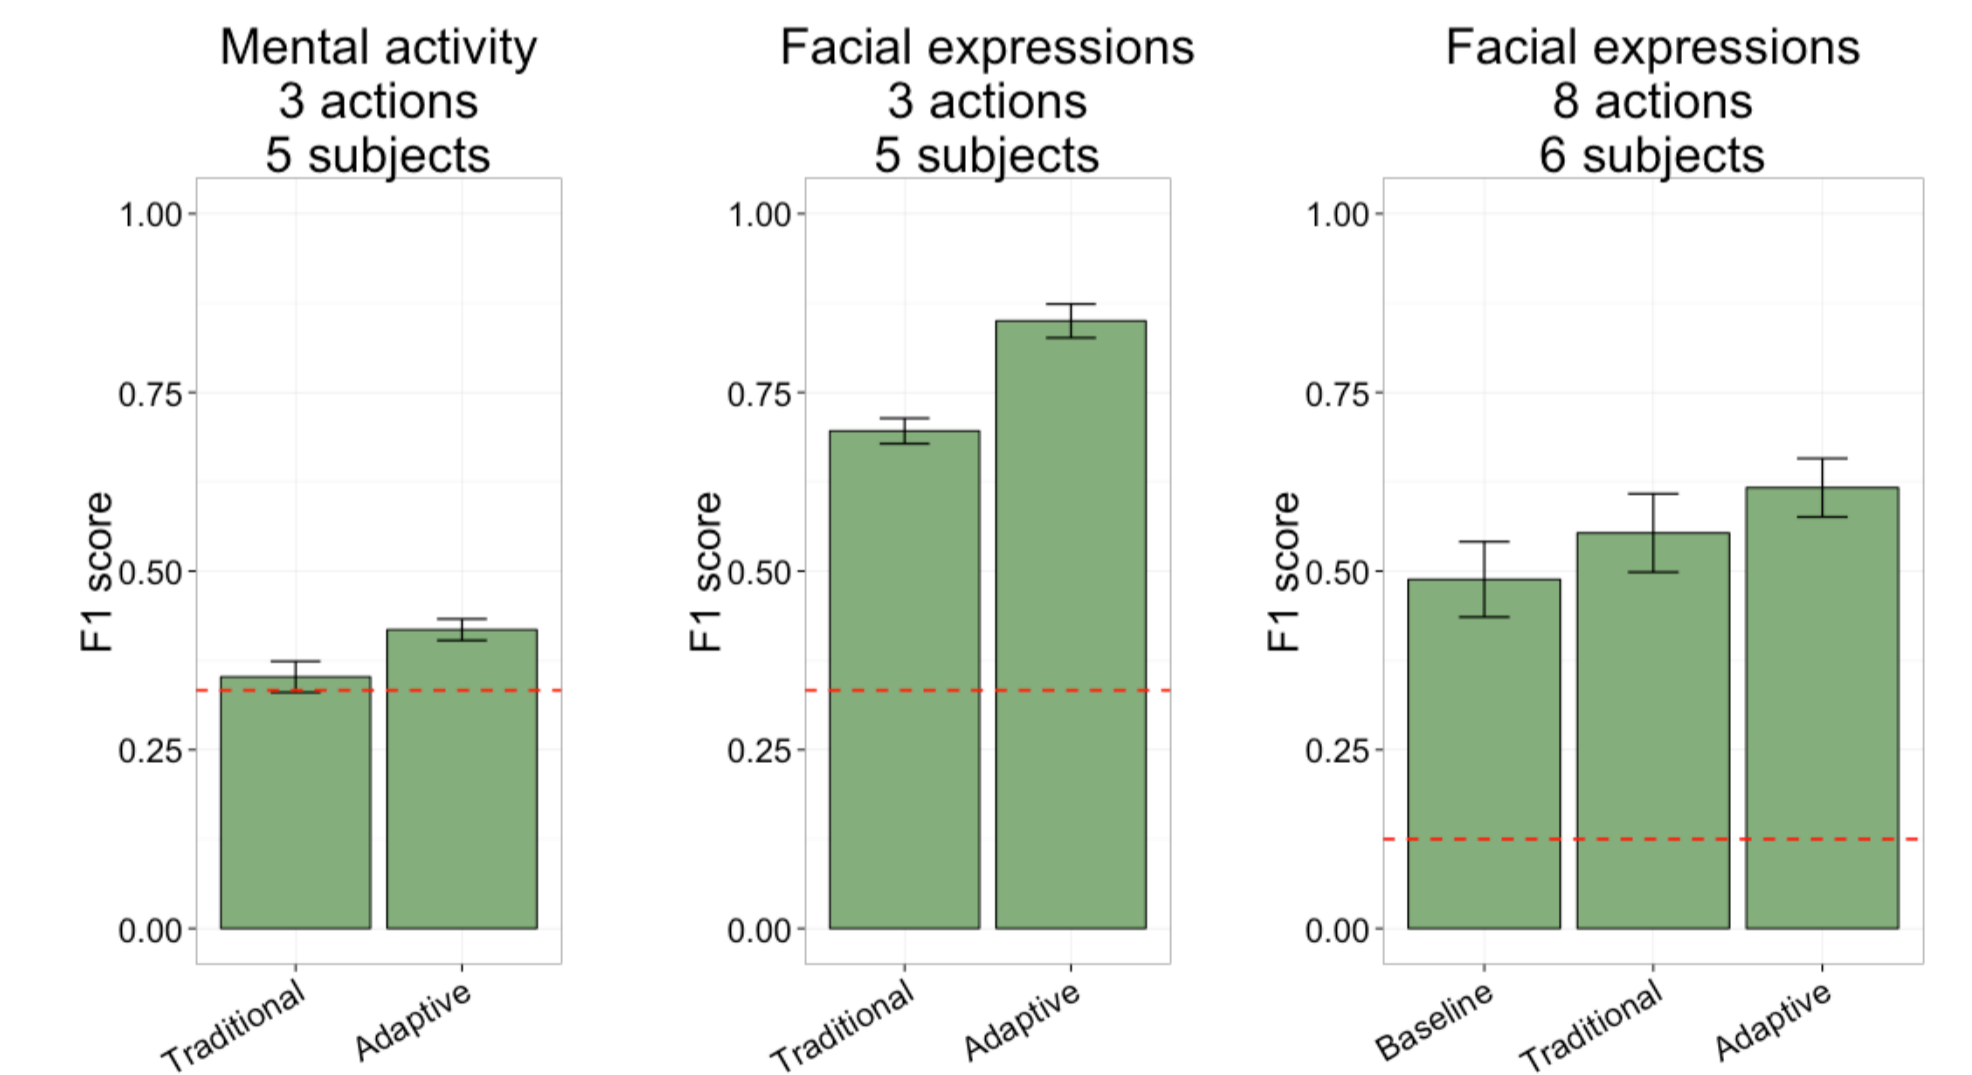 Mental activity
3 actions
5 subjects
1.00
0.75
0.50
0.25
0.00
F1 score
Traditional
Adaptive
Facial expressions
3 actions
5 subjects
1.00
0.75
0.50
0.25
0.00
F1 score
Traditional
Adaptive
Facial expressions
8 actions
6 subjects
1.00
0.75
0.50
0.25
0.00
F1 score
Baseline
Traditional
Adaptive